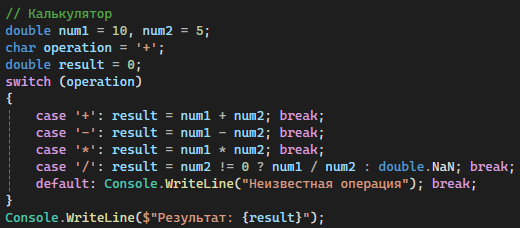 // Калькулятор
double num1 = 10, num2 = 5;
char operation = '+';
double result = 0;
switch (operation)
{
    case '+': result = num1 + num2; break;
    case '-': result = num1 - num2; break;
    case '*': result = num1 * num2; break;
    case '/': result = num2 != 0 ? num1 / num2 : double.NaN; break;
    default: Console.WriteLine("Неизвестная операция"); break;
}
Console.WriteLine($"Результат: {result}");